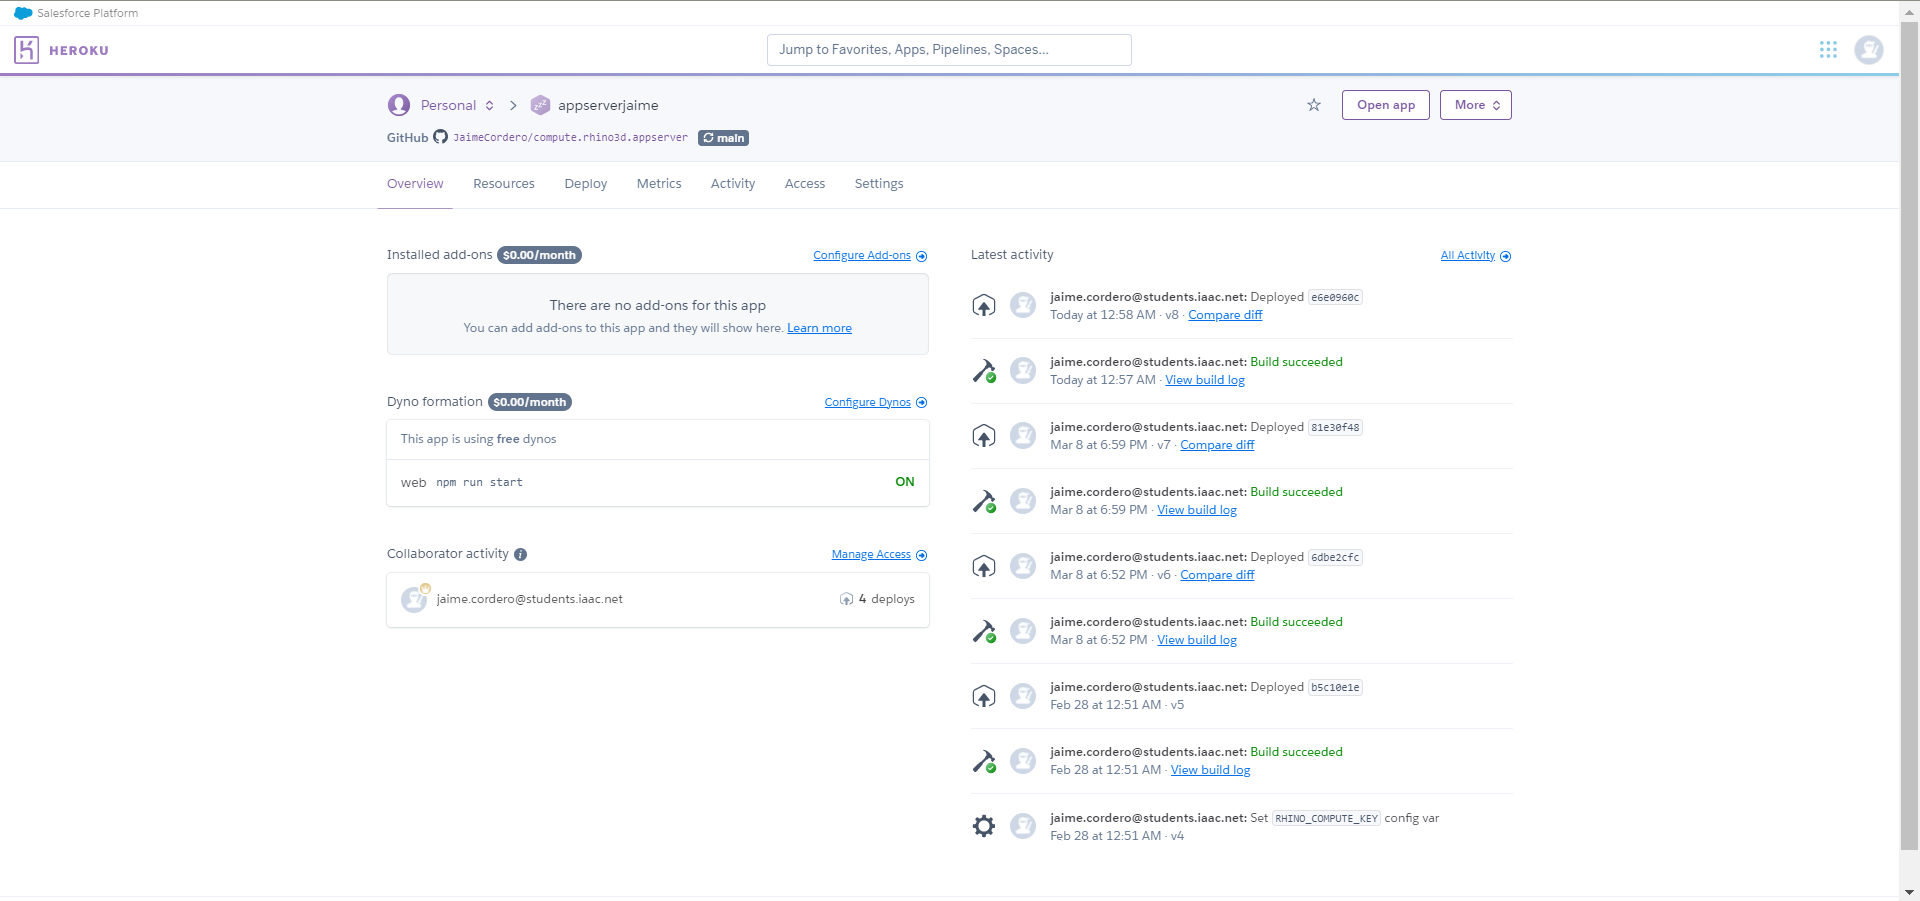 Salesforce Platform
HEROKU
Jump to Favorites, Apps, Pipelines, Spaces...
Personal
appserverjaime
Open app
More
GitHub JaimeCordero/compute.rhino3d.appserver main
Overview Resources Deploy Metrics Activity Access Settings
Installed add-ons $0.00/month
Configure Add-ons
There are no add-ons for this app
You can add add-ons to this app and they will show here. Learn more
Dyno formation $0.00/month
Configure Dynos
This app is using free dynos
web npm run start ON
Collaborator activity i
Manage Access
jaime.cordero@students.iaac.net 4 deploys
Latest activity
All Activity
jaime.cordero@students.iaac.net: Deployed e6e0960c
Today at 12:58 AM · v8 · Compare diff
jaime.cordero@students.iaac.net: Build succeeded
Today at 12:57 AM · View build log
jaime.cordero@students.iaac.net: Deployed 81e30f48
Mar 8 at 6:59 PM · v7 · Compare diff
jaime.cordero@students.iaac.net: Build succeeded
Mar 8 at 6:59 PM · View build log
jaime.cordero@students.iaac.net: Deployed 6dbe2cfc
Mar 8 at 6:52 PM · v6 · Compare diff
jaime.cordero@students.iaac.net: Build succeeded
Mar 8 at 6:52 PM · View build log
jaime.cordero@students.iaac.net: Deployed b5c10e1e
Feb 28 at 12:51 AM · v5
jaime.cordero@students.iaac.net: Build succeeded
Feb 28 at 12:51 AM · View build log
jaime.cordero@students.iaac.net: Set RHINO_COMPUTE_KEY config var
Feb 28 at 12:51 AM · v4